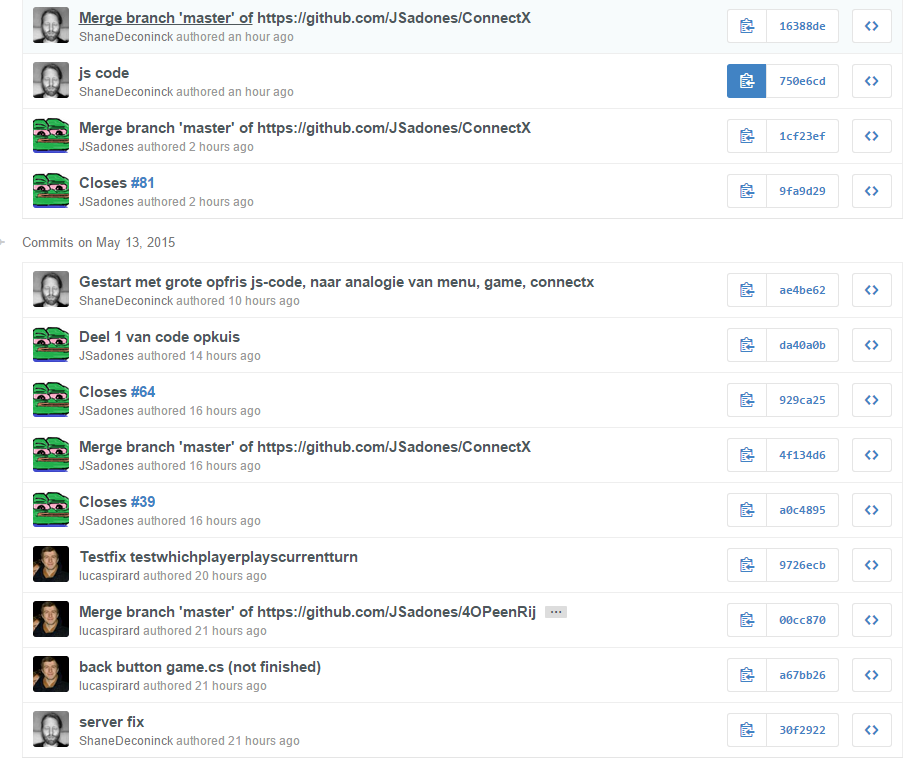 Merge branch 'master' of https://github.com/JSadones/ConnectX
ShaneDeconinck authored an hour ago
16388de
js code
ShaneDeconinck authored an hour ago
750e6cd
Merge branch 'master' of https://github.com/JSadones/ConnectX
JSadones authored 2 hours ago
1cf23ef
Closes #81
JSadones authored 2 hours ago
9fa9d29
Commits on May 13, 2015
Gestart met grote opfris js-code, naar analogie van menu, game, connectx
ShaneDeconinck authored 10 hours ago
ae4be62
Deel 1 van code opkuis
JSadones authored 14 hours ago
da40a0b
Closes #64
JSadones authored 16 hours ago
929ca25
Merge branch 'master' of https://github.com/JSadones/ConnectX
JSadones authored 16 hours ago
4f134d6
Closes #39
JSadones authored 16 hours ago
a0c4895
Testfix testwhichplayerplayscurrentturn
lucaspirard authored 20 hours ago
9726ecb
Merge branch 'master' of https://github.com/JSadones/4OPeenRij ...
lucaspirard authored 21 hours ago
00cc870
back button game.cs (not finished)
lucaspirard authored 21 hours ago
a67bb26
server fix
ShaneDeconinck authored 21 hours ago
30f2922